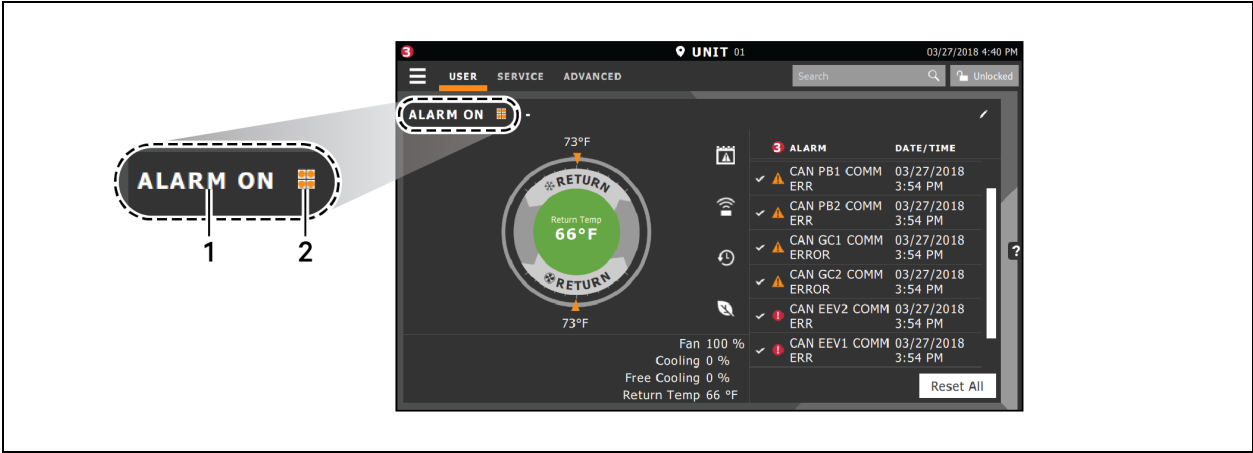 3 UNIT 01 03/27/2018 4:40 PM
USER SERVICE ADVANCED Search Unlocked
ALARM ON -
ALARM ON
1 2
73°F
RETURN
Return Temp
66°F
RETURN
73°F
Fan 100 %
Cooling 0 %
Free Cooling 0 %
Return Temp 66 °F
3 ALARM DATE/TIME
CAN PB1 COMM 03/27/2018
ERR 3:54 PM
CAN PB2 COMM 03/27/2018
ERR 3:54 PM
CAN GC1 COMM 03/27/2018
ERROR 3:54 PM
CAN GC2 COMM 03/27/2018
ERROR 3:54 PM
CAN EEV2 COMM 03/27/2018
ERR 3:54 PM
CAN EEV1 COMM 03/27/2018
ERR 3:54 PM
?
Reset All